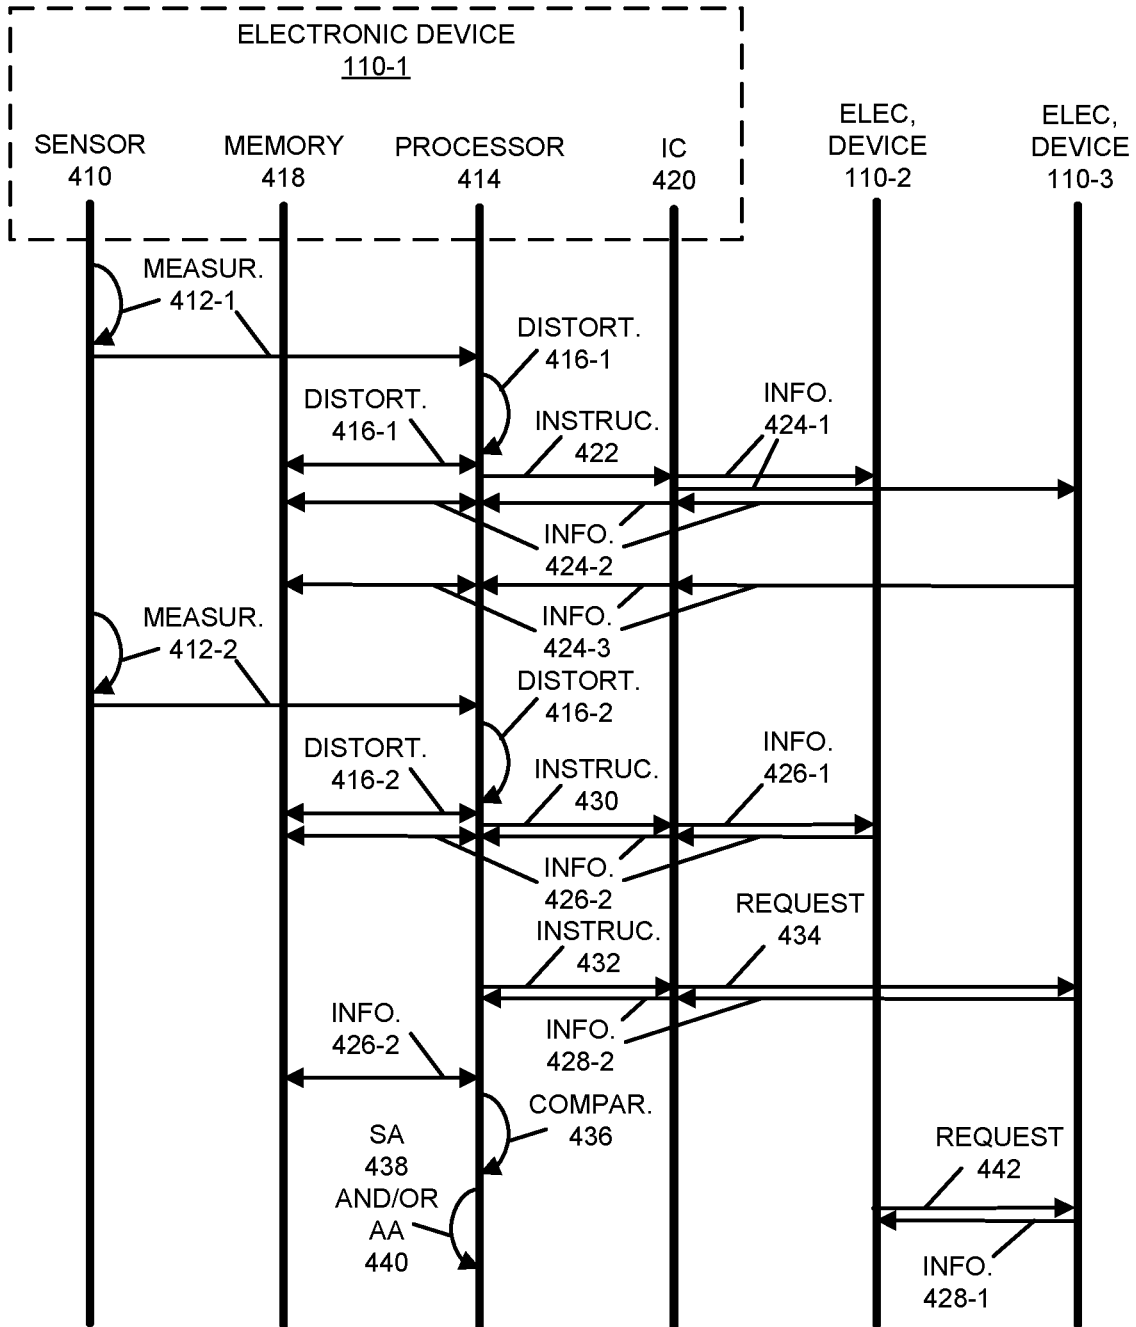 ELECTRONIC DEVICE
110-1
SENSOR
410
MEMORY
418
PROCESSOR
414
IC
420
ELEC,
DEVICE
110-2
ELEC,
DEVICE
110-3
MEASUR.
412-1
DISTORT.
416-1
DISTORT.
416-1
INSTRUC.
422
INFO.
424-1
INFO.
424-2
INFO.
424-3
MEASUR.
412-2
DISTORT.
416-2
DISTORT.
416-2
INSTRUC.
430
INFO.
426-1
INFO.
426-2
REQUEST
434
INSTRUC.
432
INFO.
426-2
INFO.
428-2
COMPAR.
436
SA
438
AND/OR
AA
440
REQUEST
442
INFO.
428-1